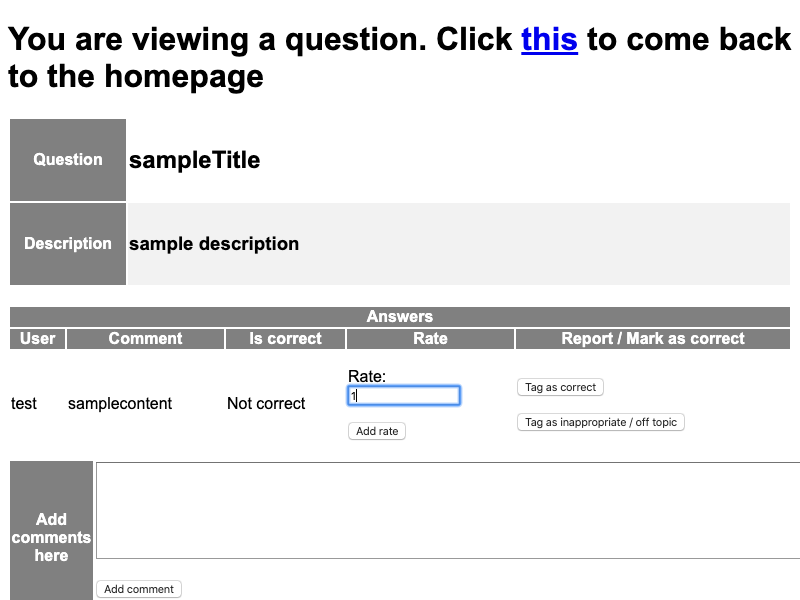 You are viewing a question. Click this to come back
to the homepage
Question sampleTitle
Description sample description
Answers
User Comment Is correct Rate Report / Mark as correct
Rate:
1
test samplecontent Not correct
Tag as correct
Add rate
Tag as inappropriate / off topic
Add
comments
here
Add comment